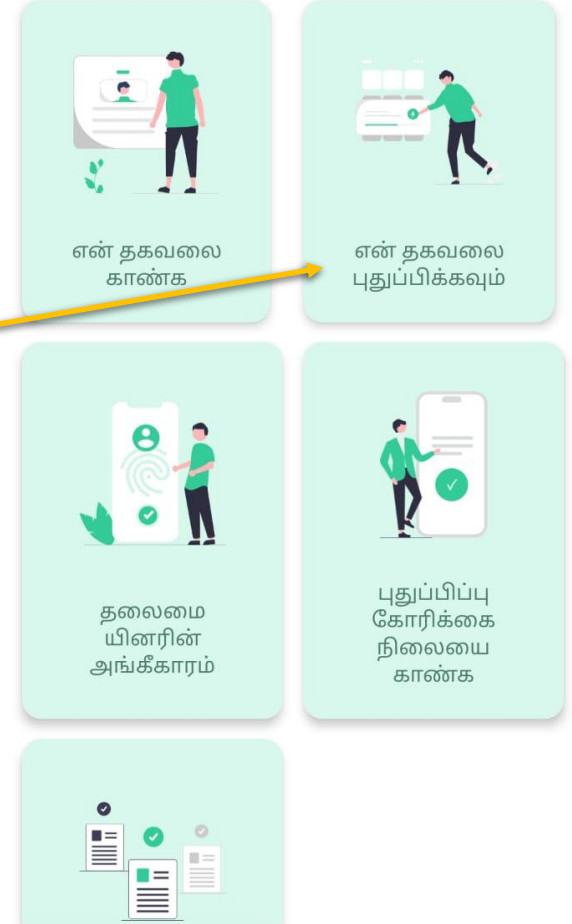 என் தகவலை
காண்க
என் தகவலை
புதுப்பிக்கவும்
தலைமை
யினரின்
அங்கீகாரம்
புதுப்பிப்பு
கோரிக்கை
நிலையை
காண்க